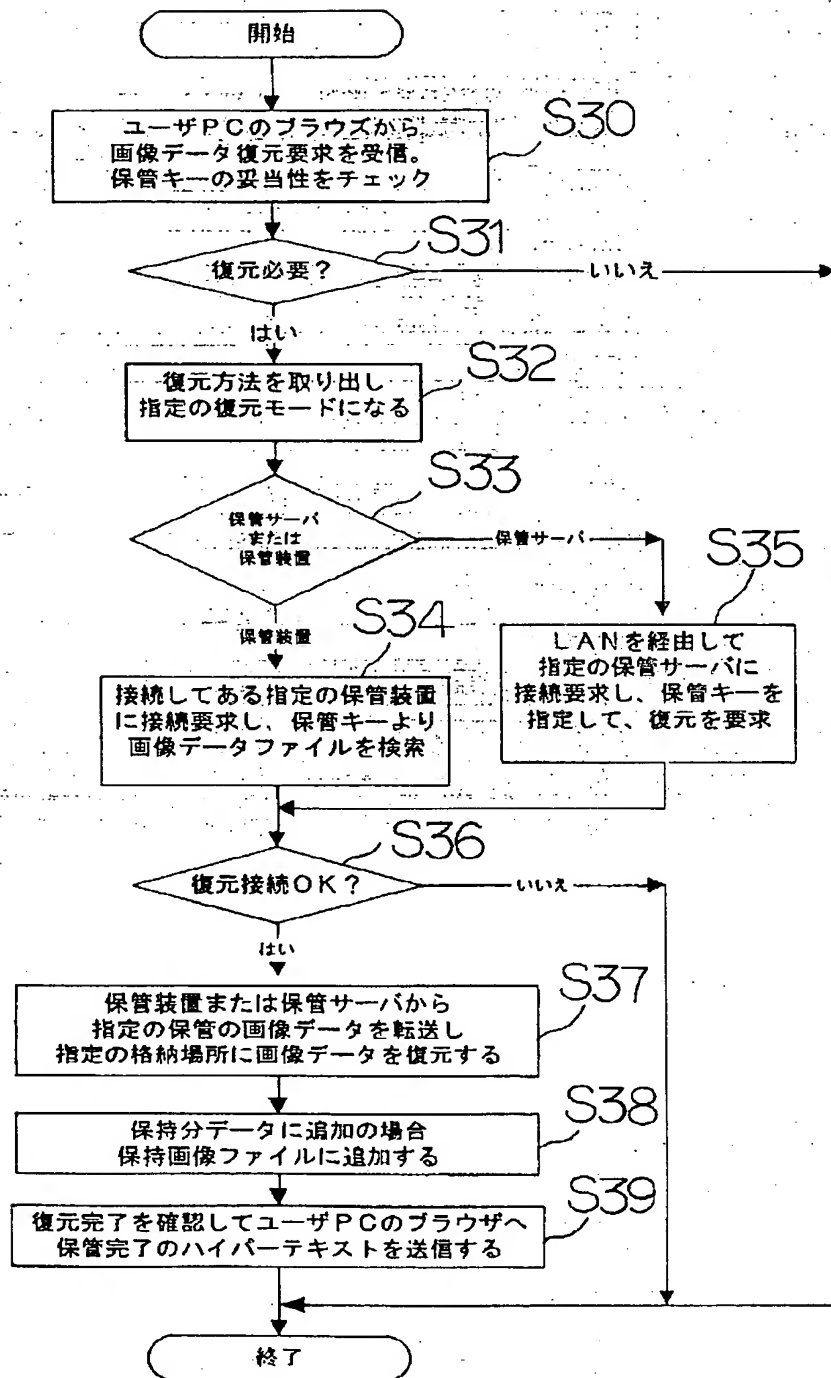 開始
ユーザPCのブラウズから
画像データ復元要求を受信。
保管キーの妥当性をチェック
S30
復元必要?
S31
いいえ
はい
復元方法を取り出し
指定の復元モードになる
S32
保管サーバ
または
保管装置
S33
保管サーバ
保管装置
接続してある指定の保管装置
に接続要求し、保管キーより
画像データファイルを検索
S34
LANを経由して
指定の保管サーバに
接続要求し、保管キーを
指定して、復元を要求
S35
復元接続OK?
S36
いいえ
はい
保管装置または保管サーバから
指定の保管の画像データを転送し
指定の格納場所に画像データを復元する
S37
保持分データに追加の場合
保持画像ファイルに追加する
S38
復元完了を確認してユーザPCのブラウザへ
保管完了のハイパーテキストを送信する
S39
終了